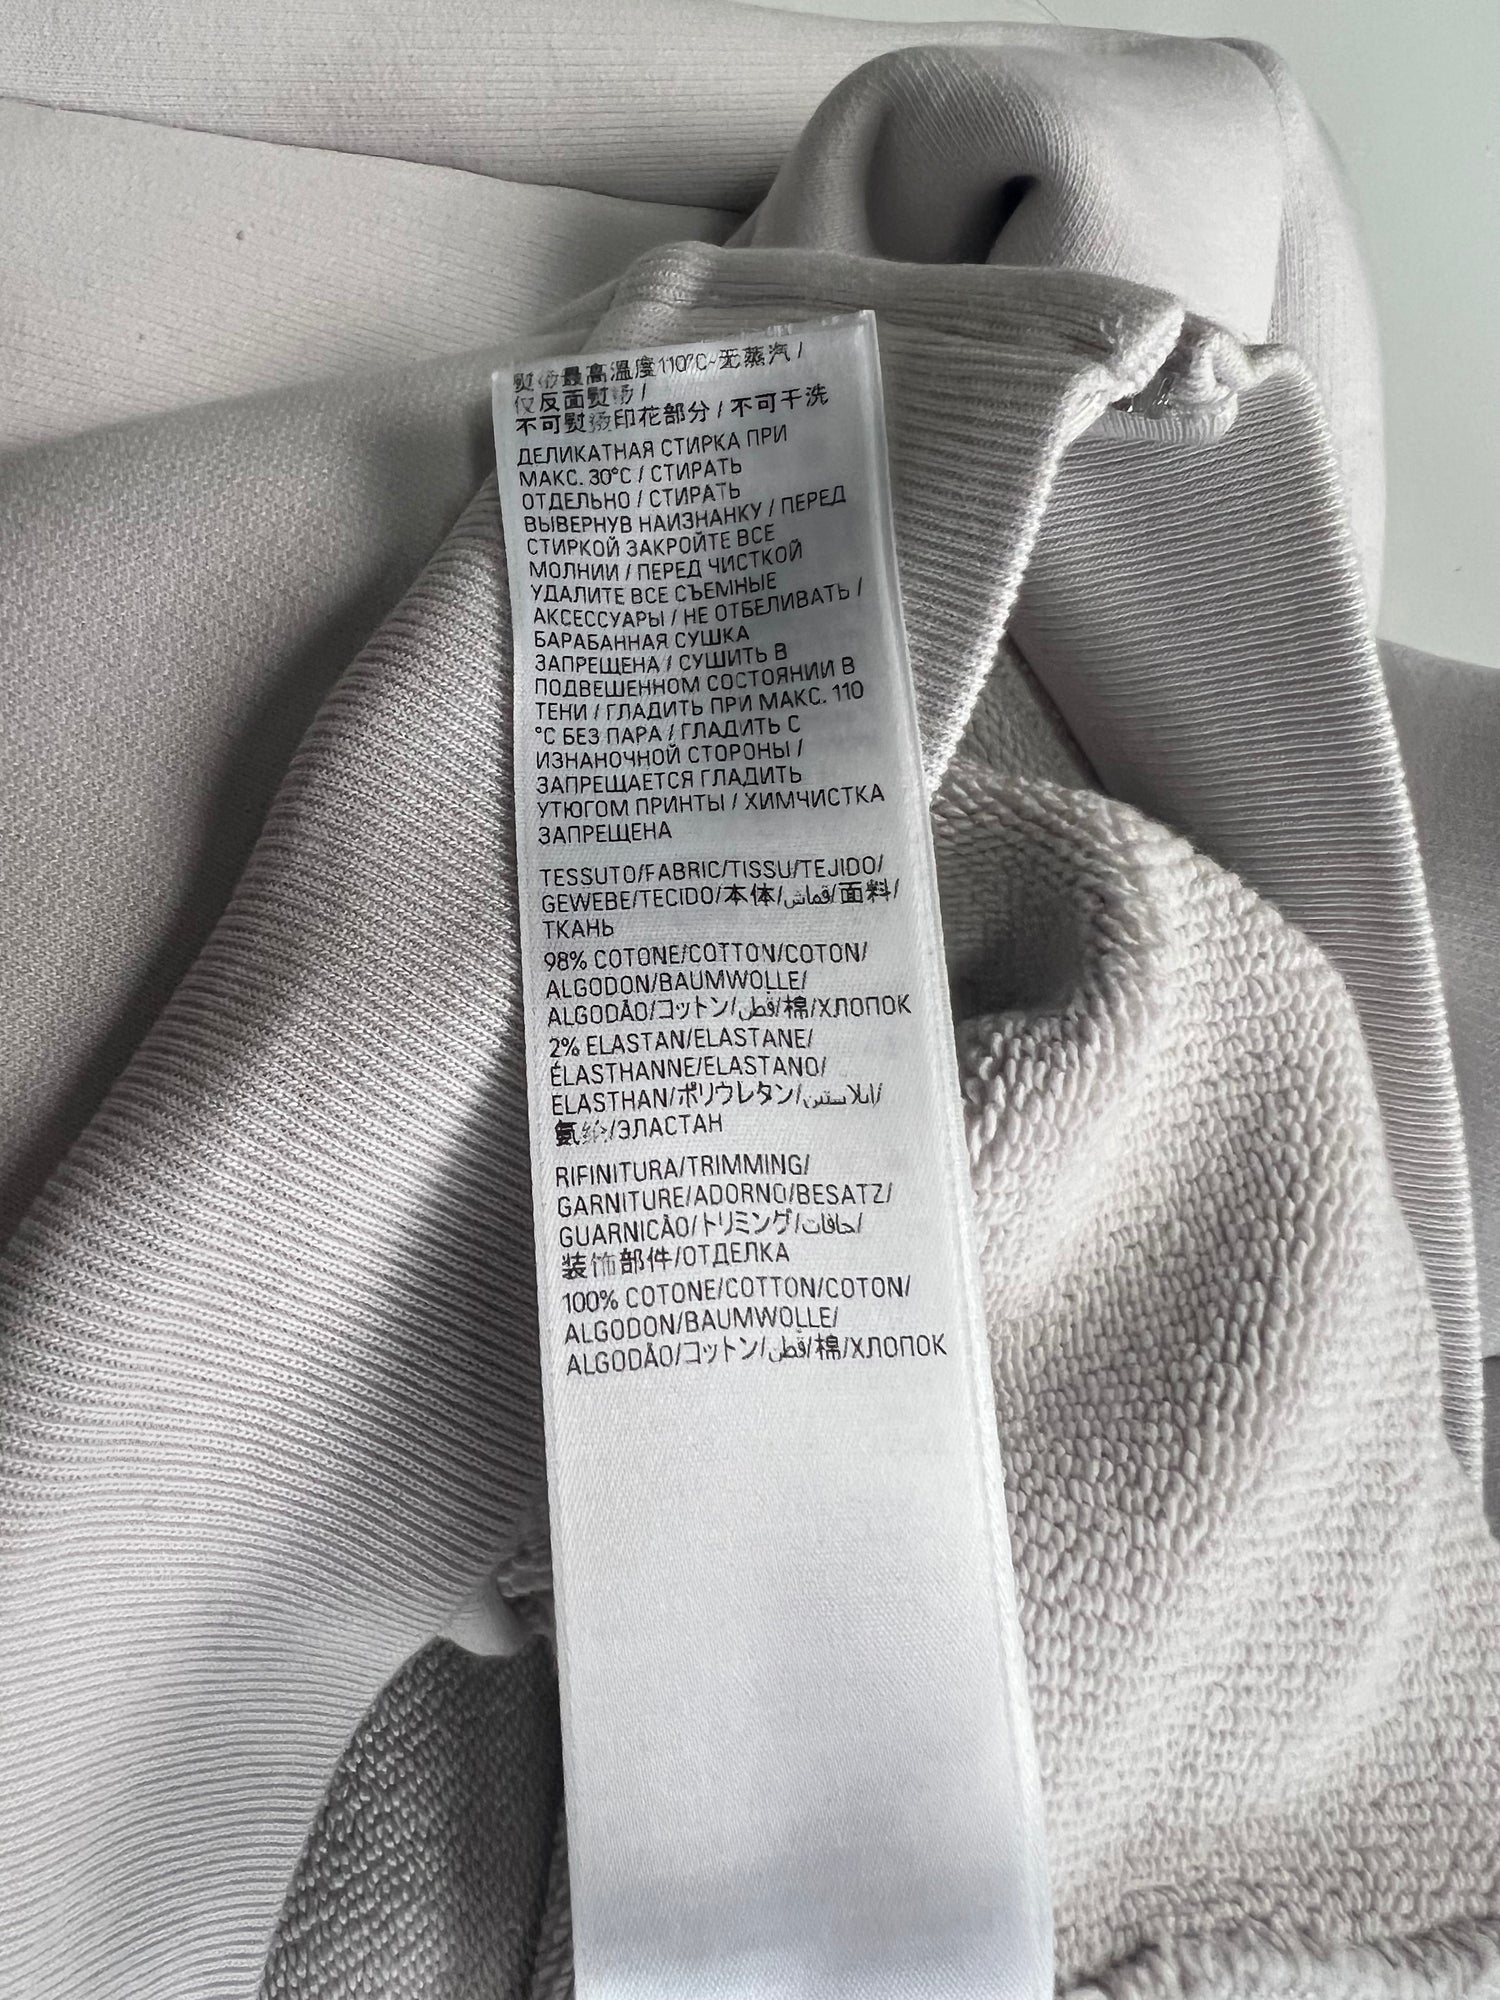 熨烫最高温度110°C-无蒸汽 /
仅反面熨烫 /
不可熨烫印花部分 / 不可干洗
ДЕЛИКАТНАЯ СТИРКА ПРИ
МАКС. 30°C / СТИРАТЬ
ОТДЕЛЬНО / СТИРАТЬ
ВЫВЕРНУВ НАИЗНАНКУ / ПЕРЕД
СТИРКОЙ ЗАКРОЙТЕ ВСЕ
МОЛНИИ / ПЕРЕД ЧИСТКОЙ
УДАЛИТЕ ВСЕ СЪЕМНЫЕ
АКСЕССУАРЫ / НЕ ОТБЕЛИВАТЬ /
БАРАБАННАЯ СУШКА
ЗАПРЕЩЕНА / СУШИТЬ В
ПОДВЕШЕННОМ СОСТОЯНИИ В
ТЕНИ / ГЛАДИТЬ ПРИ МАКС. 110
°C БЕЗ ПАРА / ГЛАДИТЬ С
ИЗНАНОЧНОЙ СТОРОНЫ /
ЗАПРЕЩАЕТСЯ ГЛАДИТЬ
УТЮГОМ ПРИНТЫ / ХИМЧИСТКА
ЗАПРЕЩЕНА
TESSUTO/FABRIC/TISSU/TEJIDO/
GEWEBE/TECIDO/本体/قماش/面料/
ТКАНЬ
98% COTONE/COTTON/COTON/
ALGODON/BAUMWOLLE/
ALGODÃO/コットン/قطن/棉/ХЛОПОК
2% ELASTAN/ELASTANE/
ÉLASTHANNE/ELASTANO/
ELASTHAN/ポリウレタン/ايلاستين/
氨纶/ЭЛАСТАН
RIFINITURA/TRIMMING/
GARNITURE/ADORNO/BESATZ/
GUARNICÃO/トリミング/حافات/
装饰部件/ОТДЕЛКА
100% COTONE/COTTON/COTON/
ALGODON/BAUMWOLLE/
ALGODÃO/コットン/قطن/棉/ХЛОПОК